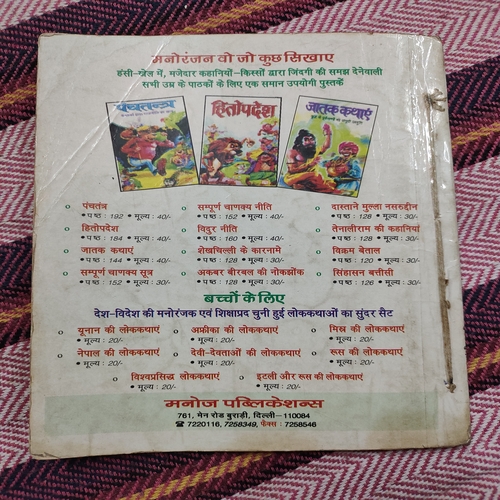 मनोरंजन वो जो कुछ सिखाए
हंसी-खेल में, मजेदार कहानियों-किस्सों द्वारा जिंदगी की समझ देनेवाली
सभी उम्र के पाठकों के लिए एक समान उपयोगी पुस्तकें
पंचतन्त्र हितोपदेश जातक कथाएं
पंचतंत्र सम्पूर्ण चाणक्य नीति दास्ताने मुल्ला नसरुद्दीन
• पृष्ठ : 192 • मूल्य : 40/- • पृष्ठ : 152 • मूल्य : 40/- • पृष्ठ : 128 • मूल्य : 30/-
हितोपदेश विदुर नीति तेनालीराम की कहानियां
• पृष्ठ : 184 • मूल्य : 40/- • पृष्ठ : 160 • मूल्य : 40/- • पृष्ठ : 128 • मूल्य : 30/-
जातक कथाएं शेखचिल्ली के कारनामे विक्रम बेताल
• पृष्ठ : 144 • मूल्य : 40/- • पृष्ठ : 128 • मूल्य : 30/- • पृष्ठ : 120 • मूल्य : 30/-
सम्पूर्ण चाणक्य सूत्र अकबर बीरबल की नोकझोंक सिंहासन बत्तीसी
• पृष्ठ : 152 • मूल्य : 40/- • पृष्ठ : 128 • मूल्य : 30/- • पृष्ठ : 126 • मूल्य : 30/-
बच्चों के लिए
देश-विदेश की मनोरंजक एवं शिक्षाप्रद चुनी हुई लोककथाओं का सुंदर सैट
यूनान की लोककथाएं अफ्रीका की लोककथाएं मिस्र की लोककथाएं
• मूल्य : 20/- • मूल्य : 20/- • मूल्य : 20/-
नेपाल की लोककथाएं देवी-देवताओं की लोककथाएं रूस की लोककथाएं
• मूल्य : 20/- • मूल्य : 20/- • मूल्य : 20/-
विश्वप्रसिद्ध लोककथाएं इटली और रूस की लोककथाएं
• मूल्य : 20/- • मूल्य : 20/-
मनोज पब्लिकेशन्स
761, मेन रोड बुराड़ी, दिल्ली-110084
☎ 7220116, 7258349, फैक्स : 7258546